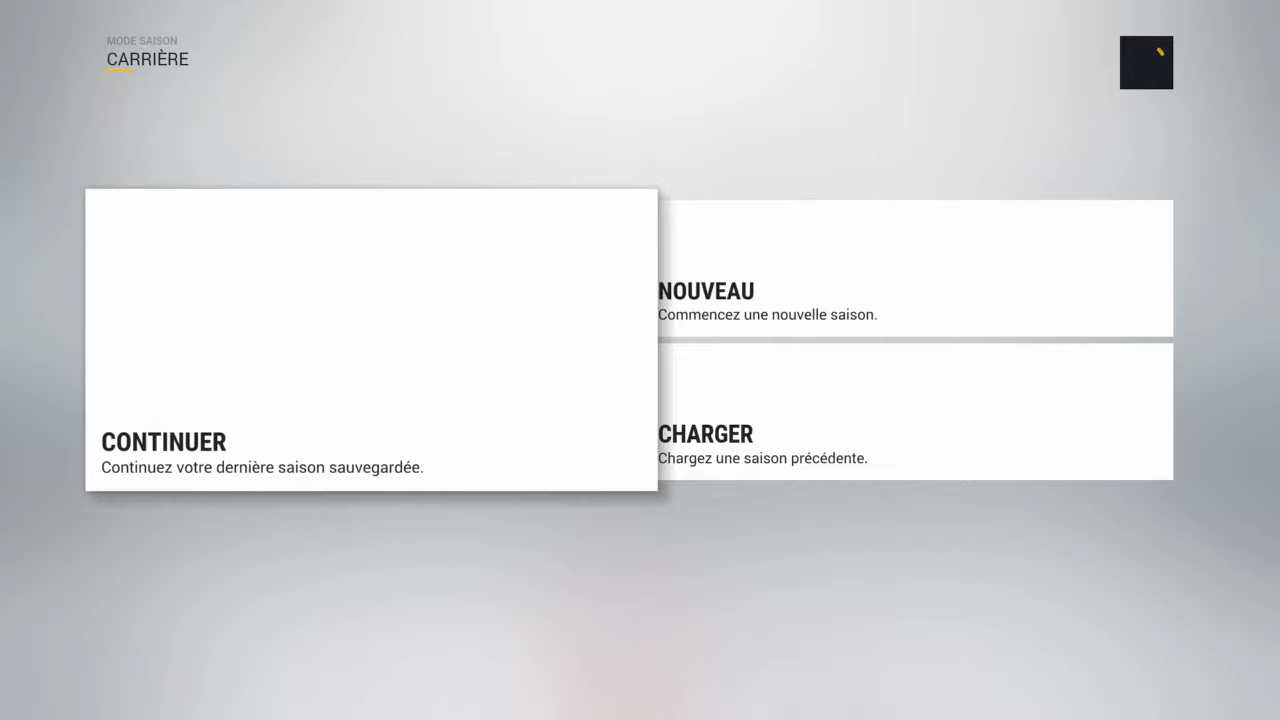 MODE SAISON
CARRIÈRE
CONTINUER
Continuez votre dernière saison sauvegardée.
NOUVEAU
Commencez une nouvelle saison.
CHARGER
Chargez une saison précédente.